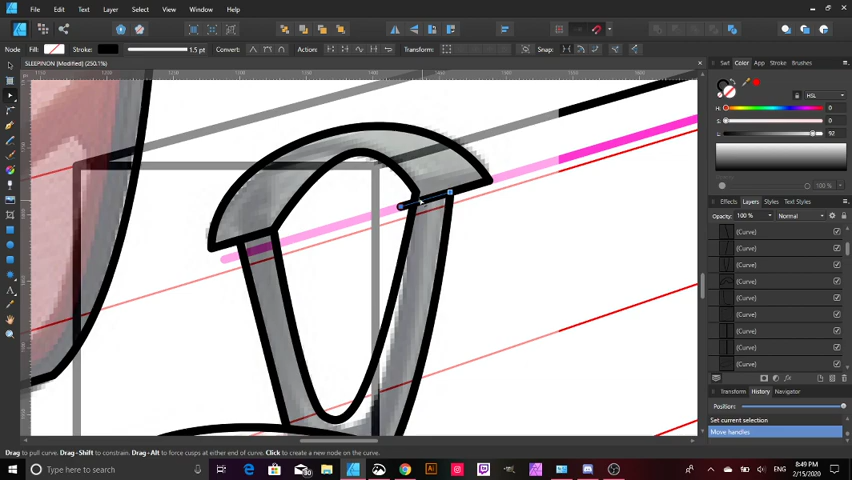 File Edit Text Layer Select View Window Help
Node Fill: Stroke: 1.5 pt Convert: Action: Transform: Snap:
SLEEPINON [Modified] (250.1%)
Swt Color App Stroke Brushes
HSL
H: 0
S: 0
L: 92
100 %
Effects Layers Styles Text Styles
Opacity: 100 % Normal
(Curve)
(Curve)
(Curve)
(Curve)
(Curve)
(Curve)
(Curve)
(Curve)
(Curve)
Transform History Navigator
Position:
Set current selection
Move handles
Drag to pull curve. Drag+Shift to constrain. Drag+Alt to force cusps at either end of curve. Click to create a new node on the curve.
Type here to search
ENG
8:49 PM
2/15/2020